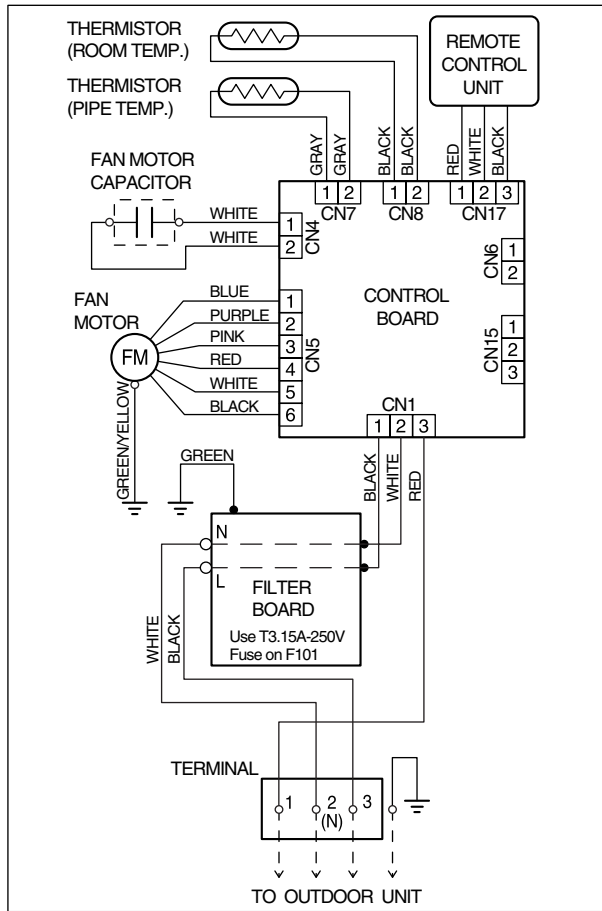 THERMISTOR
(ROOM TEMP.)
THERMISTOR
(PIPE TEMP.)
REMOTE
CONTROL
UNIT
GRAY
GRAY
BLACK
BLACK
RED
WHITE
BLACK
FAN MOTOR
CAPACITOR
WHITE
WHITE
1 2
CN7
1 2
CN8
1 2 3
CN17
1
2
CN4
CN6
1
2
CONTROL
BOARD
FAN
MOTOR
FM
BLUE
PURPLE
PINK
RED
WHITE
BLACK
1
2
3
4
5
6
CN5
CN15
1
2
3
CN1
1 2 3
GREEN/YELLOW
GREEN
BLACK
WHITE
RED
N
L
FILTER
BOARD
Use T3.15A-250V
Fuse on F101
WHITE
BLACK
TERMINAL
1 2 3
(N)
TO OUTDOOR UNIT